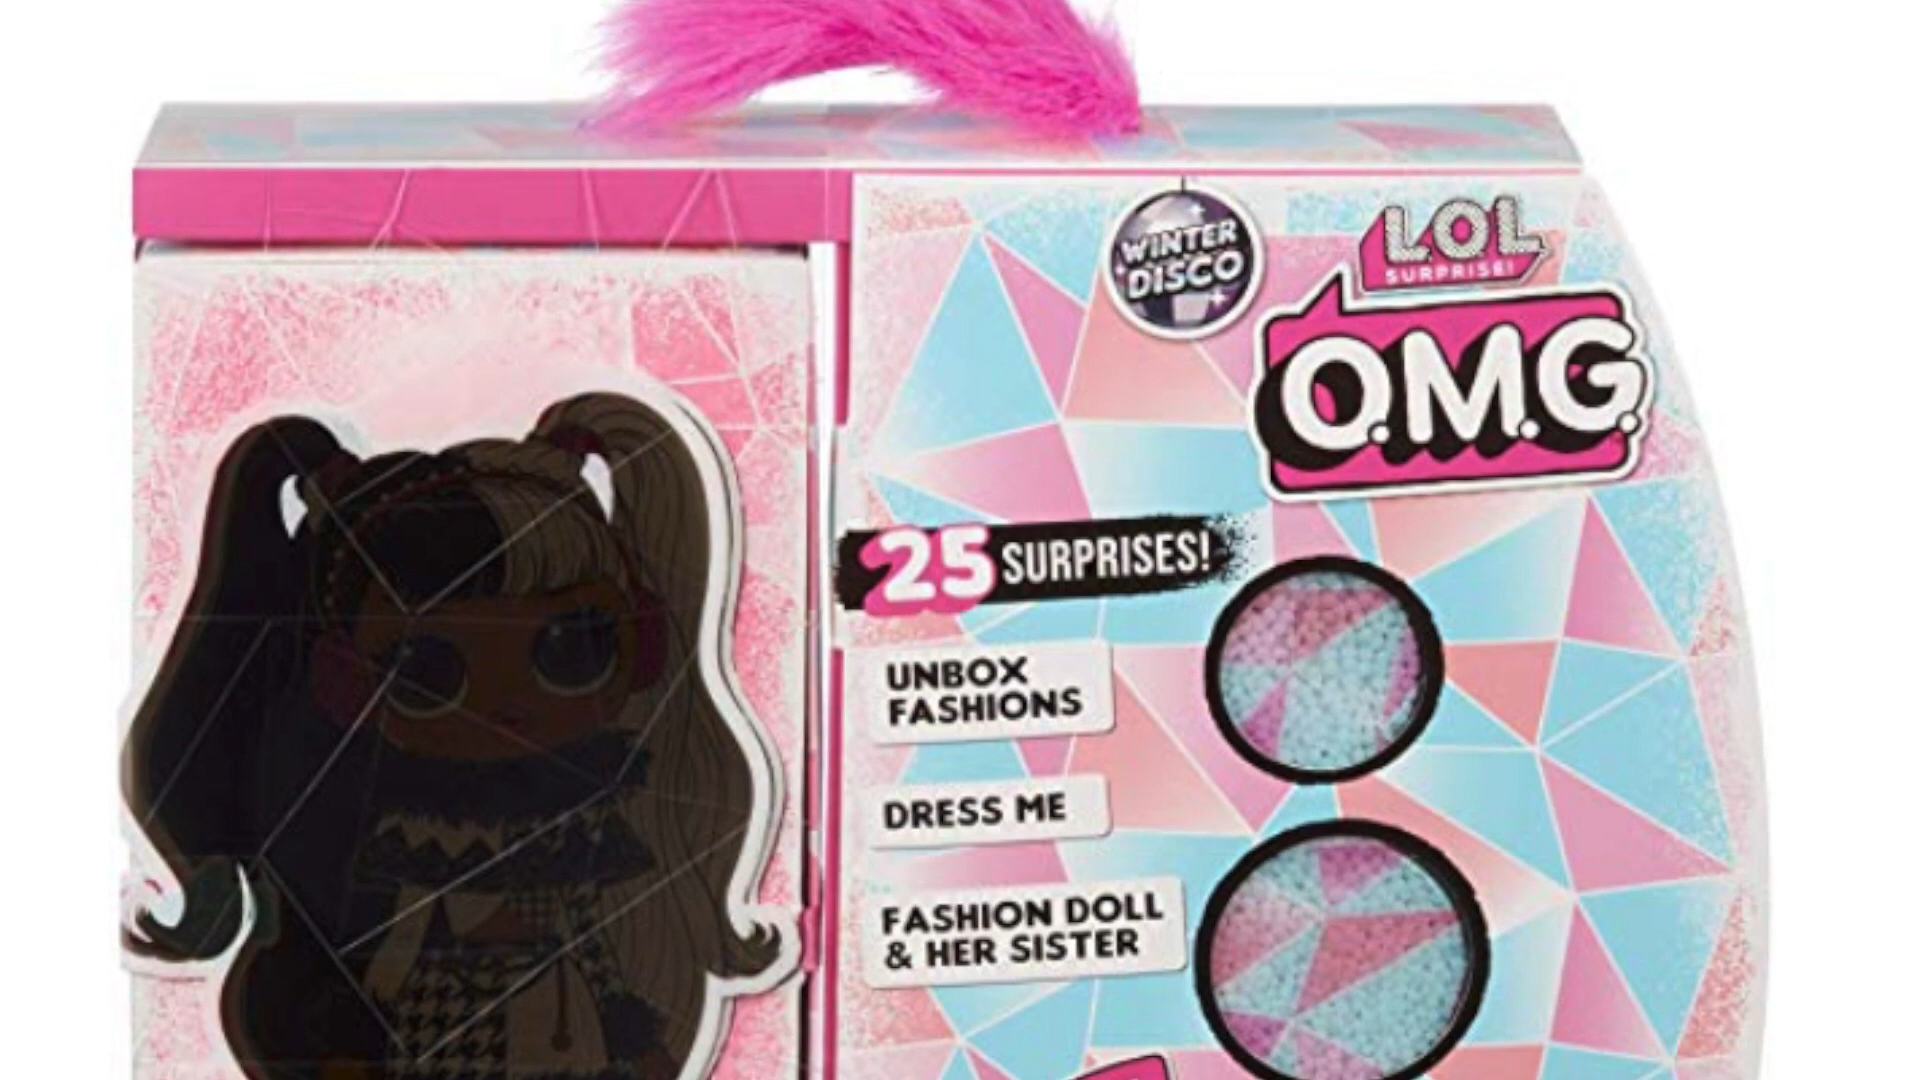 WINTER
DISCO
L.O.L
SURPRISE!
O.M.G.
25 SURPRISES!
UNBOX
FASHIONS
DRESS ME
FASHION DOLL
& HER SISTER